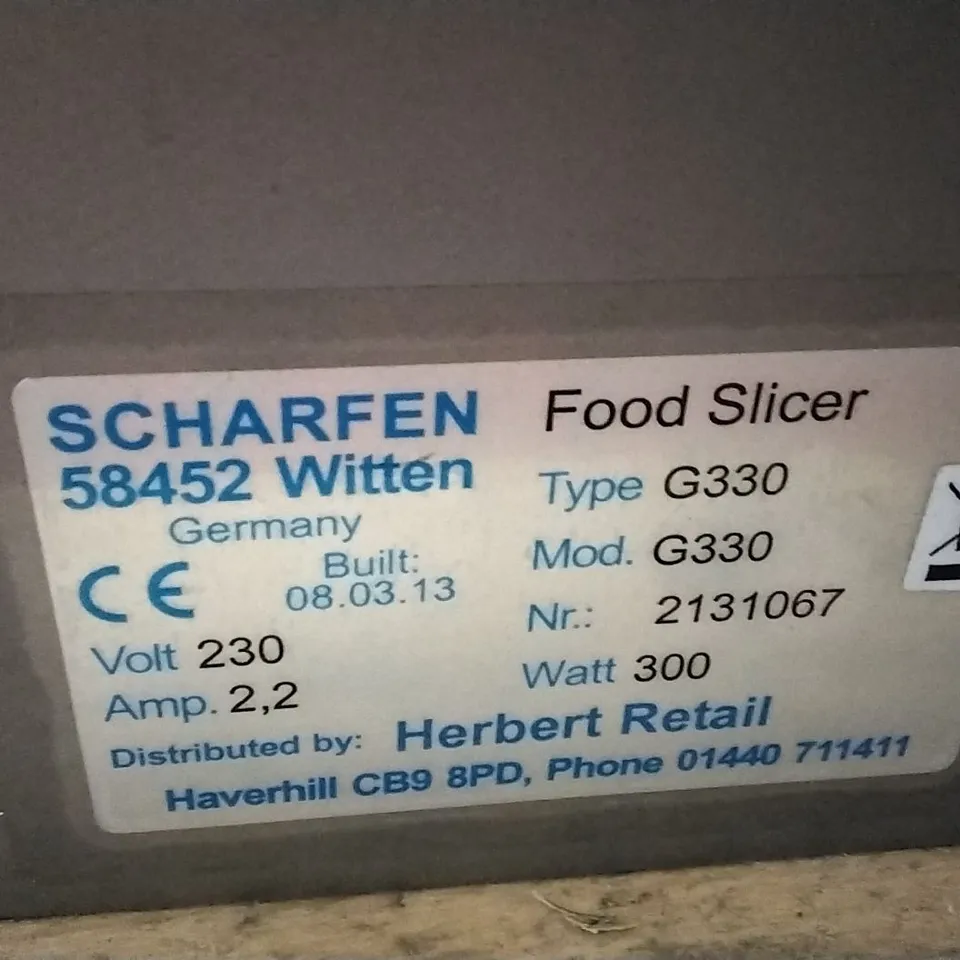 SCHARFEN Food Slicer
58452 Witten Type G330
Germany
Built: Mod. G330
CE 08.03.13 Nr.: 2131067
Volt 230 Watt 300
Amp. 2,2
Distributed by: Herbert Retail
Haverhill CB9 8PD, Phone 01440 711411